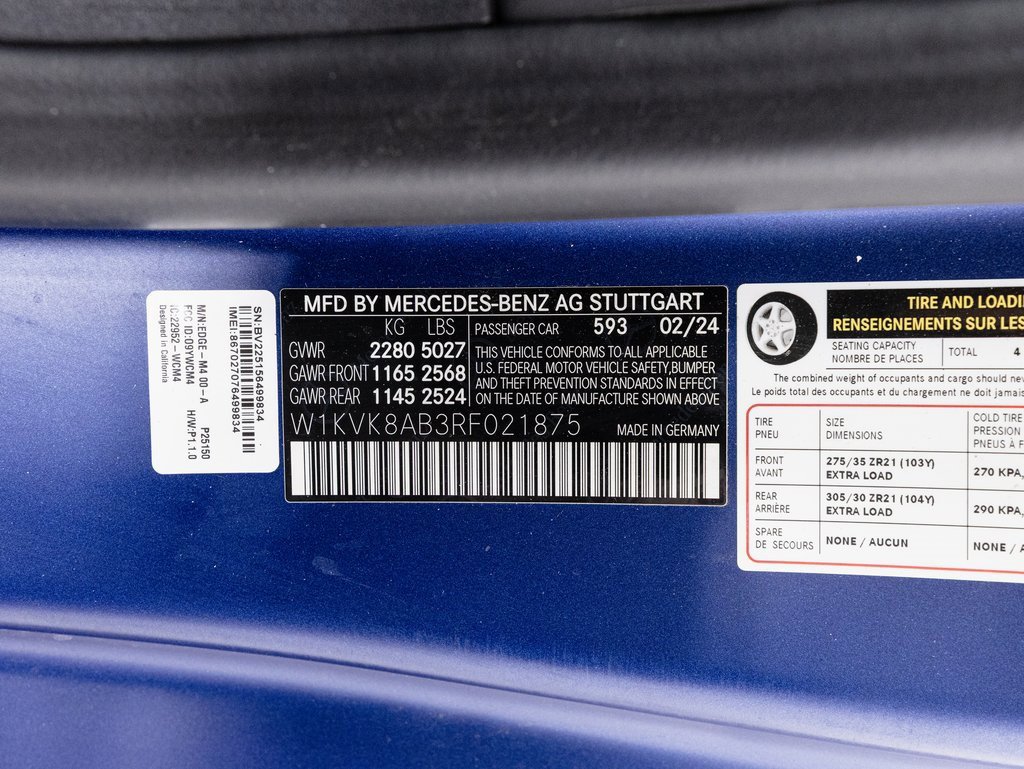 SN:EV225156499834
IMEI:867027076499834
M/N:EDGE-M4 00-A P25150
FCC ID:09YWCM4 H/W:P1.1.0
IC:22952-WCM4
Designed in California
MFD BY MERCEDES-BENZ AG STUTTGART
KG LBS
GVWR 2280 5027
GAWR FRONT 1165 2568
GAWR REAR 1145 2524
PASSENGER CAR 593 02/24
THIS VEHICLE CONFORMS TO ALL APPLICABLE
U.S. FEDERAL MOTOR VEHICLE SAFETY,BUMPER
AND THEFT PREVENTION STANDARDS IN EFFECT
ON THE DATE OF MANUFACTURE SHOWN ABOVE
W1KVK8AB3RF021875 MADE IN GERMANY
TIRE AND LOADI
RENSEIGNEMENTS SUR LES
SEATING CAPACITY
NOMBRE DE PLACES
TOTAL 4
The combined weight of occupants and cargo should nev
Le poids total des occupants et du chargement ne doit jamais
TIRE
PNEU
SIZE
DIMENSIONS
COLD TIRE
PRESSION
PNEUS À F
FRONT
AVANT
275/35 ZR21 (103Y)
EXTRA LOAD
270 KPA,
REAR
ARRIÈRE
305/30 ZR21 (104Y)
EXTRA LOAD
290 KPA,
SPARE
DE SECOURS
NONE / AUCUN
NONE / A